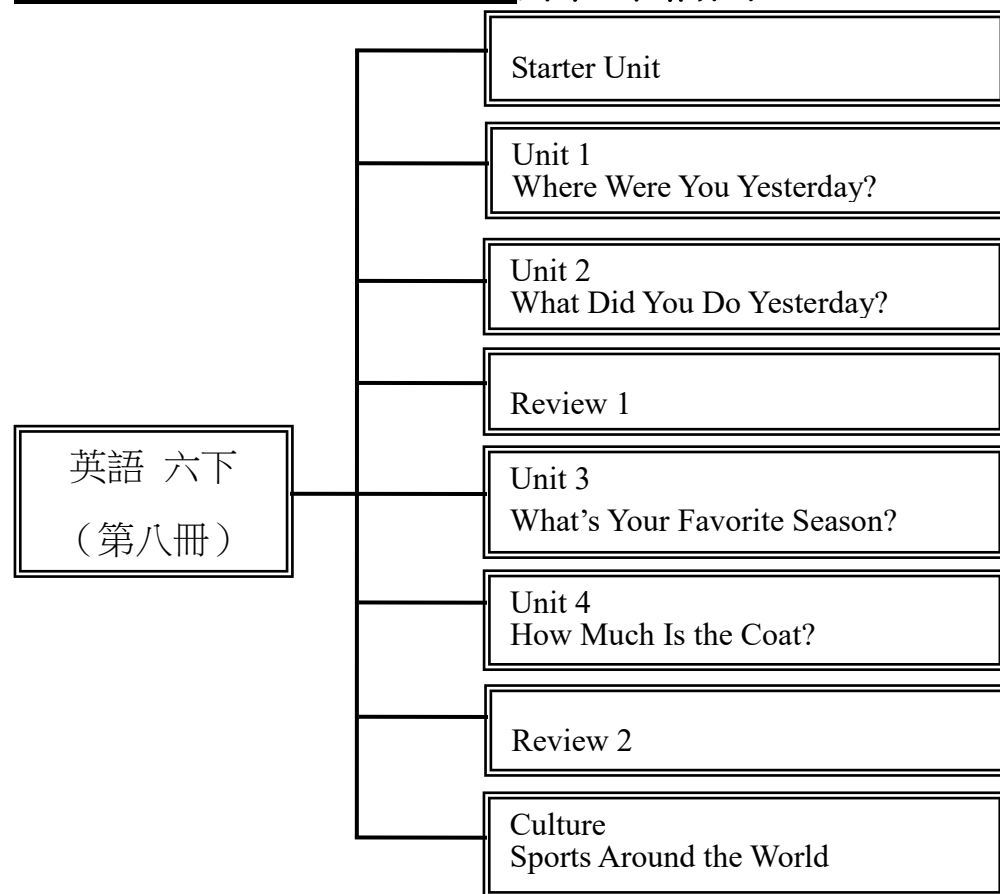 Starter Unit
Unit 1
Where Were You Yesterday?
Unit 2
What Did You Do Yesterday?
Review 1
英語 六下
（第八冊）
Unit 3
What’s Your Favorite Season?
Unit 4
How Much Is the Coat?
Review 2
Culture
Sports Around the World